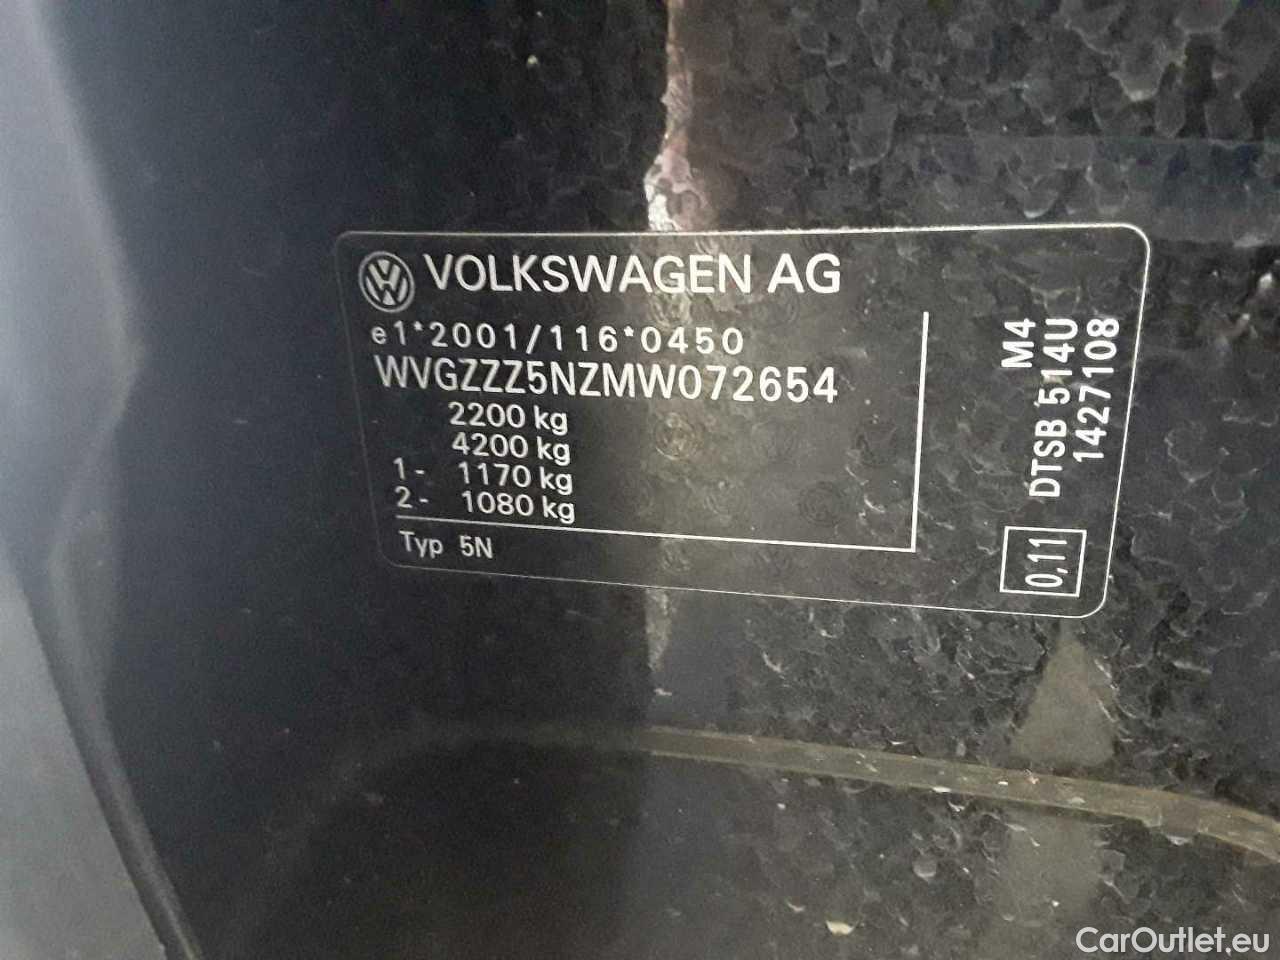 VOLKSWAGEN AG
e1*2001/116*0450
WVGZZZ5NZMW072654
2200 kg
4200 kg
1- 1170 kg
2- 1080 kg
Typ 5N
M4
DTSB 514U
1427108
0,11
CarOutlet.eu